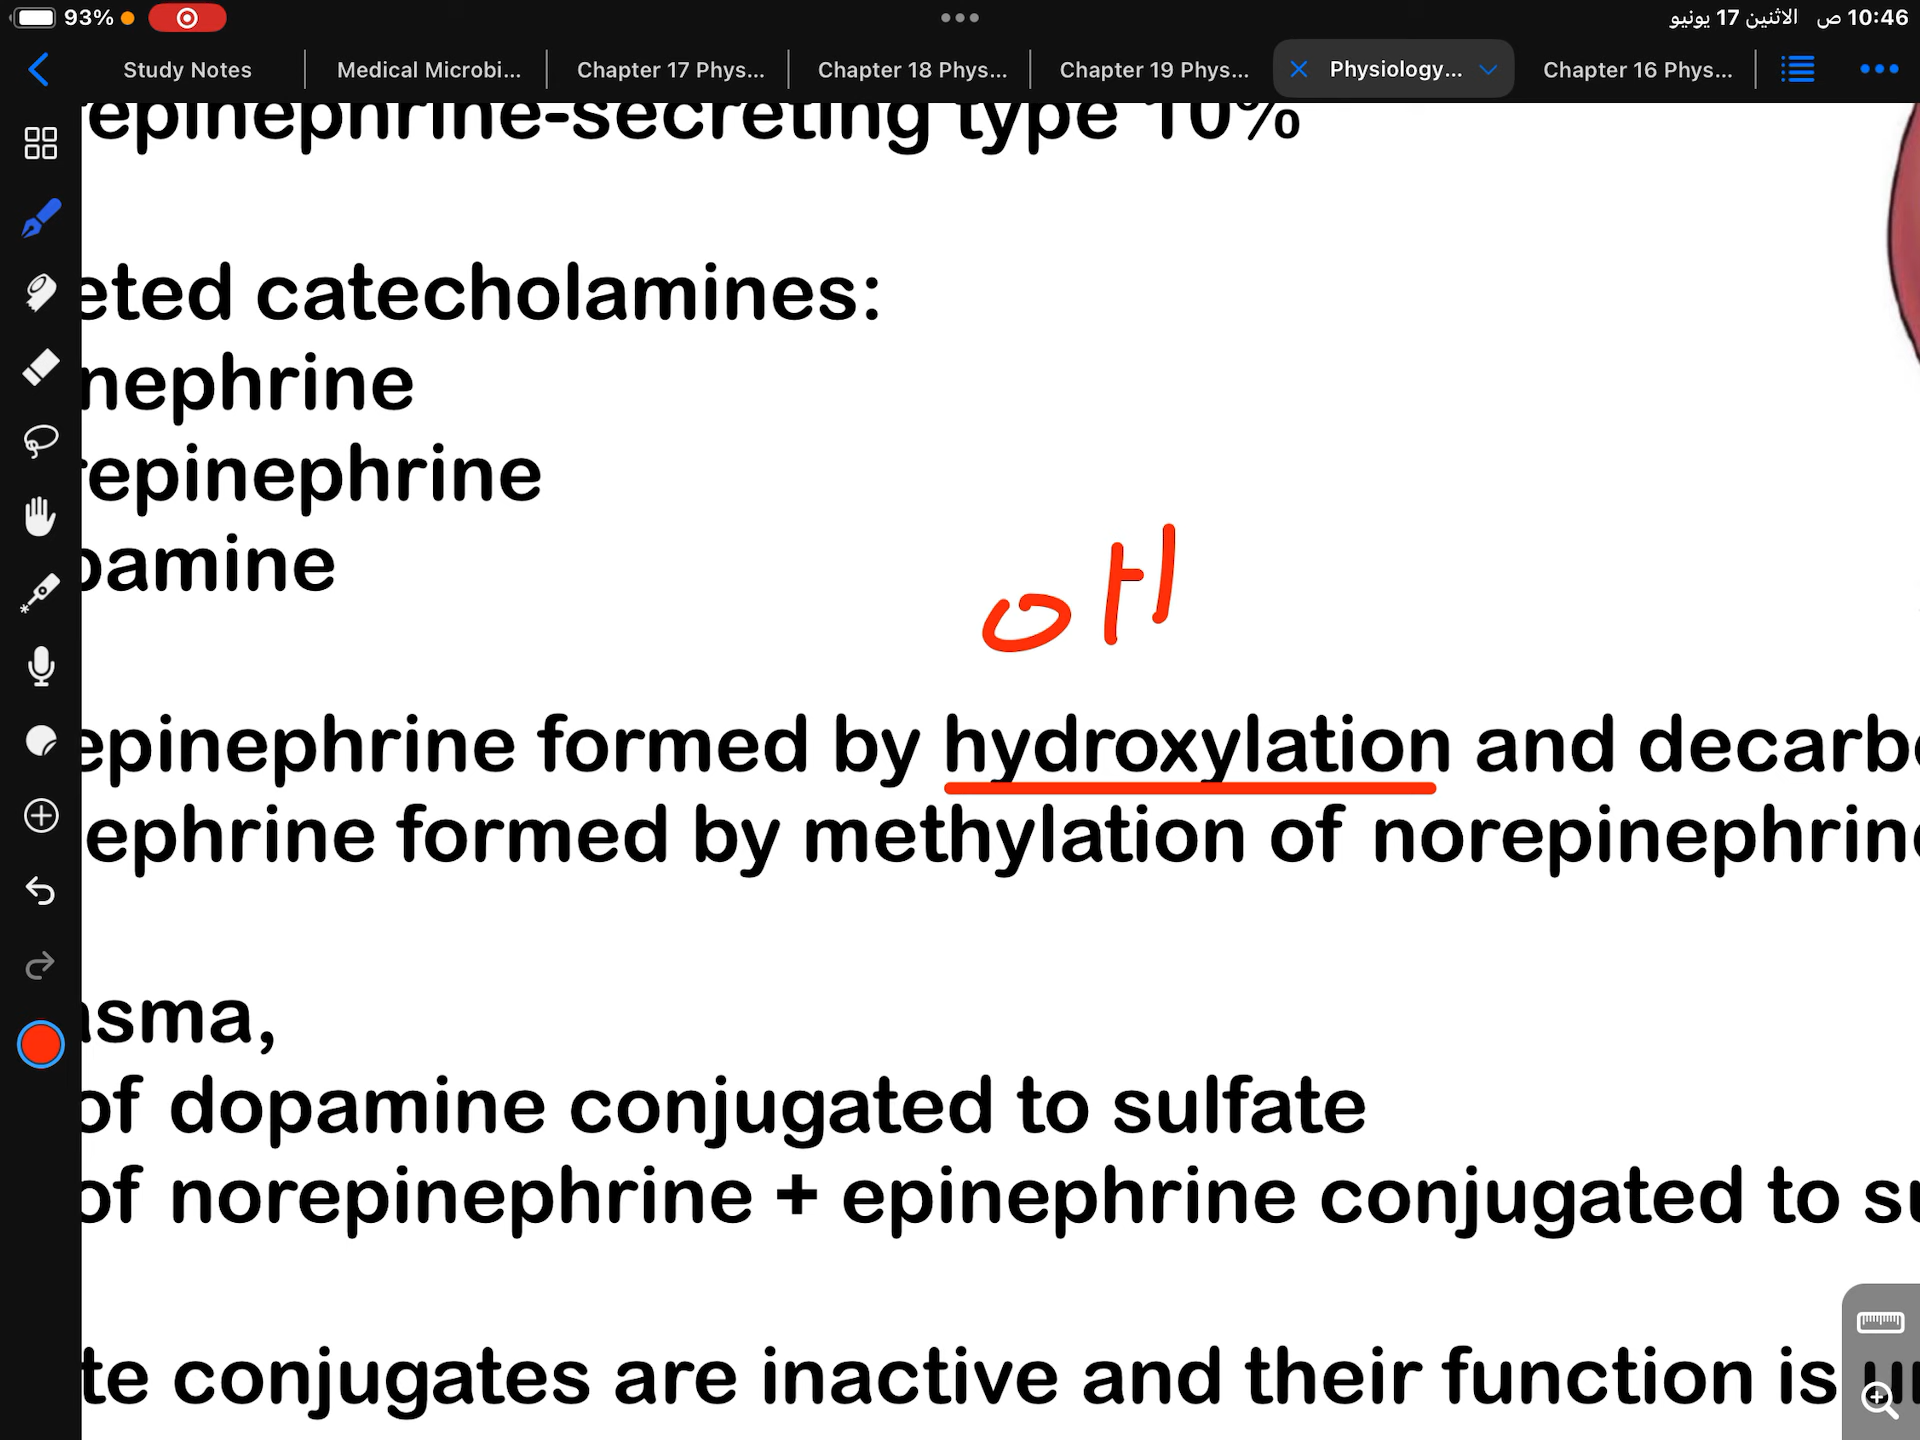 93%
10:46 ص الاثنين 17 يونيو
Study Notes
Medical Microbi...
Chapter 17 Phys...
Chapter 18 Phys...
Chapter 19 Phys...
Physiology...
Chapter 16 Phys...
epinephrine-secreting type 10%
eted catecholamines:
nephrine
repinephrine
pamine
OH
epinephrine formed by hydroxylation and decarb
ephrine formed by methylation of norepinephrin
asma,
of dopamine conjugated to sulfate
of norepinephrine + epinephrine conjugated to su
te conjugates are inactive and their function is un